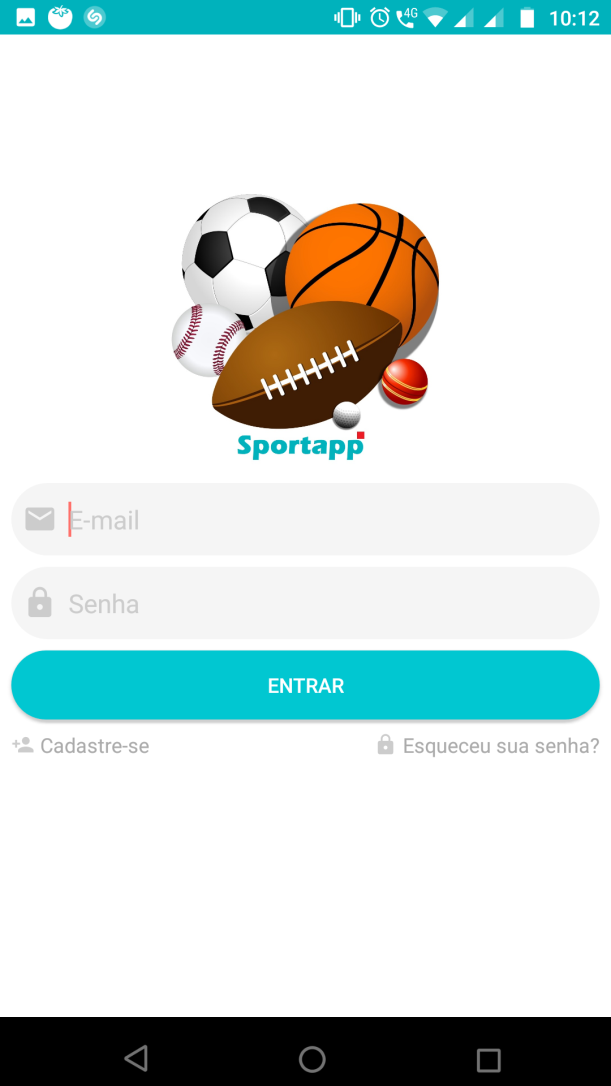 4G 10:12
Sportapp
E-mail
Senha
ENTRAR
Cadastre-se
Esqueceu sua senha?